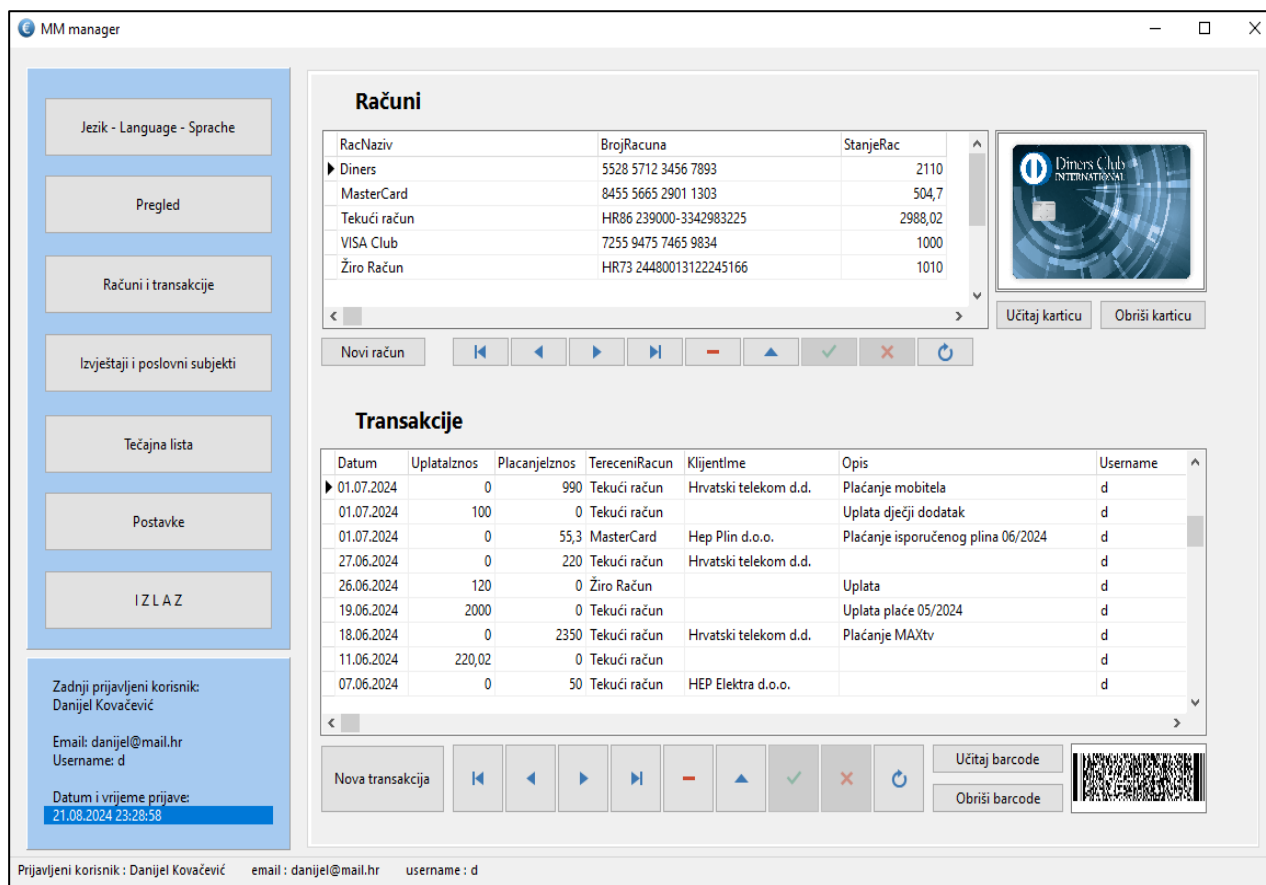 MM manager
Jezik - Language - Sprache
Pregled
Računi i transakcije
Izvještaji i poslovni subjekti
Tečajna lista
Postavke
I Z L A Z
Zadnji prijavljeni korisnik:
Danijel Kovačević
Email: danijel@mail.hr
Username: d
Datum i vrijeme prijave:
21.08.2024 23:28:58
Računi
RacNaziv BrojRacuna StanjeRac
Diners 5528 5712 3456 7893 2110
MasterCard 8455 5665 2901 1303 504,7
Tekući račun HR86 239000-3342983225 2988,02
VISA Club 7255 9475 7465 9834 1000
Žiro Račun HR73 24480013122245166 1010
Diners Club
INTERNATIONAL
Učitaj karticu Obriši karticu
Novi račun
Transakcije
Datum UplataIznos PlacanjeIznos TereceniRacun KlijentIme Opis Username
01.07.2024 0 990 Tekući račun Hrvatski telekom d.d. Plaćanje mobitela d
01.07.2024 100 0 Tekući račun Uplata dječji dodatak d
01.07.2024 0 55,3 MasterCard Hep Plin d.o.o. Plaćanje isporučenog plina 06/2024 d
27.06.2024 0 220 Tekući račun Hrvatski telekom d.d. d
26.06.2024 120 0 Žiro Račun Uplata d
19.06.2024 2000 0 Tekući račun Uplata plaće 05/2024 d
18.06.2024 0 2350 Tekući račun Hrvatski telekom d.d. Plaćanje MAXtv d
11.06.2024 220,02 0 Tekući račun d
07.06.2024 0 50 Tekući račun HEP Elektra d.o.o. d
Nova transakcija
Učitaj barcode
Obriši barcode
Prijavljeni korisnik : Danijel Kovačević email : danijel@mail.hr username : d